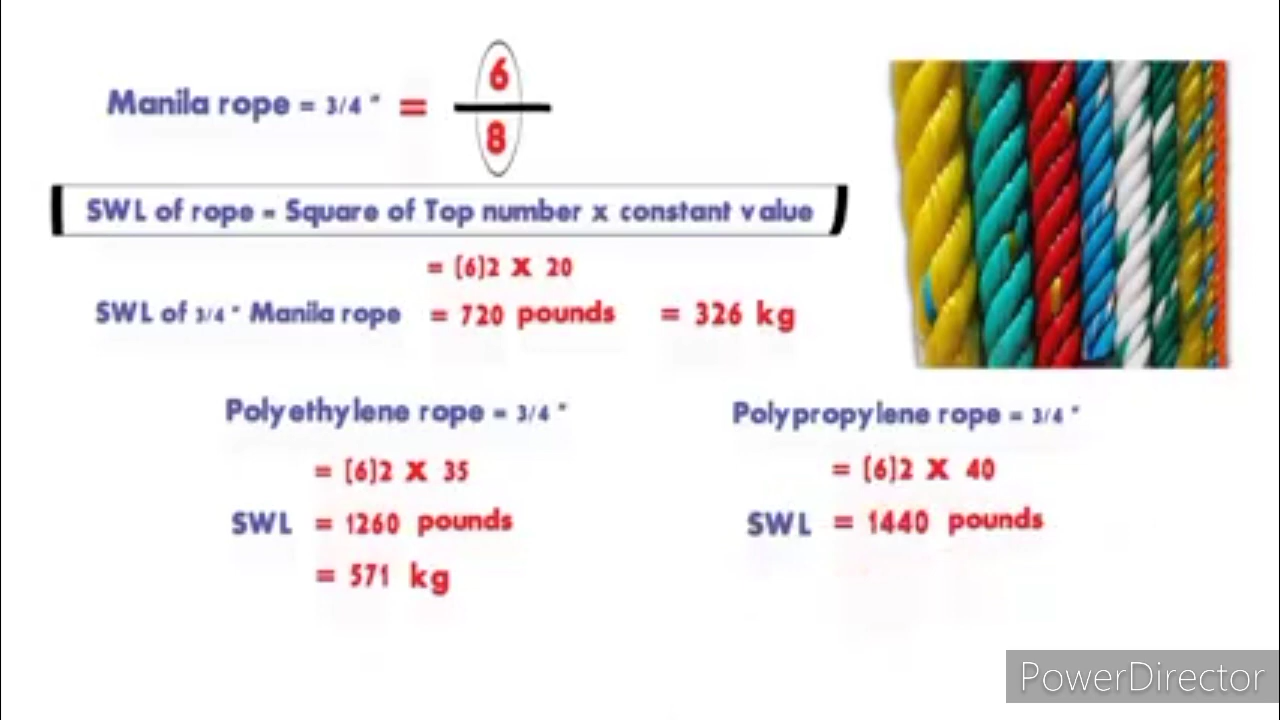 Manila rope = 3/4 " = 6/8
SWL of rope = Square of Top number x constant value
= (6)2 X 20
SWL of 3/4 " Manila rope = 720 pounds = 326 kg
Polyethylene rope = 3/4 "
= (6)2 X 35
SWL = 1260 pounds
= 571 kg
Polypropylene rope = 3/4 "
= (6)2 X 40
SWL = 1440 pounds
PowerDirector